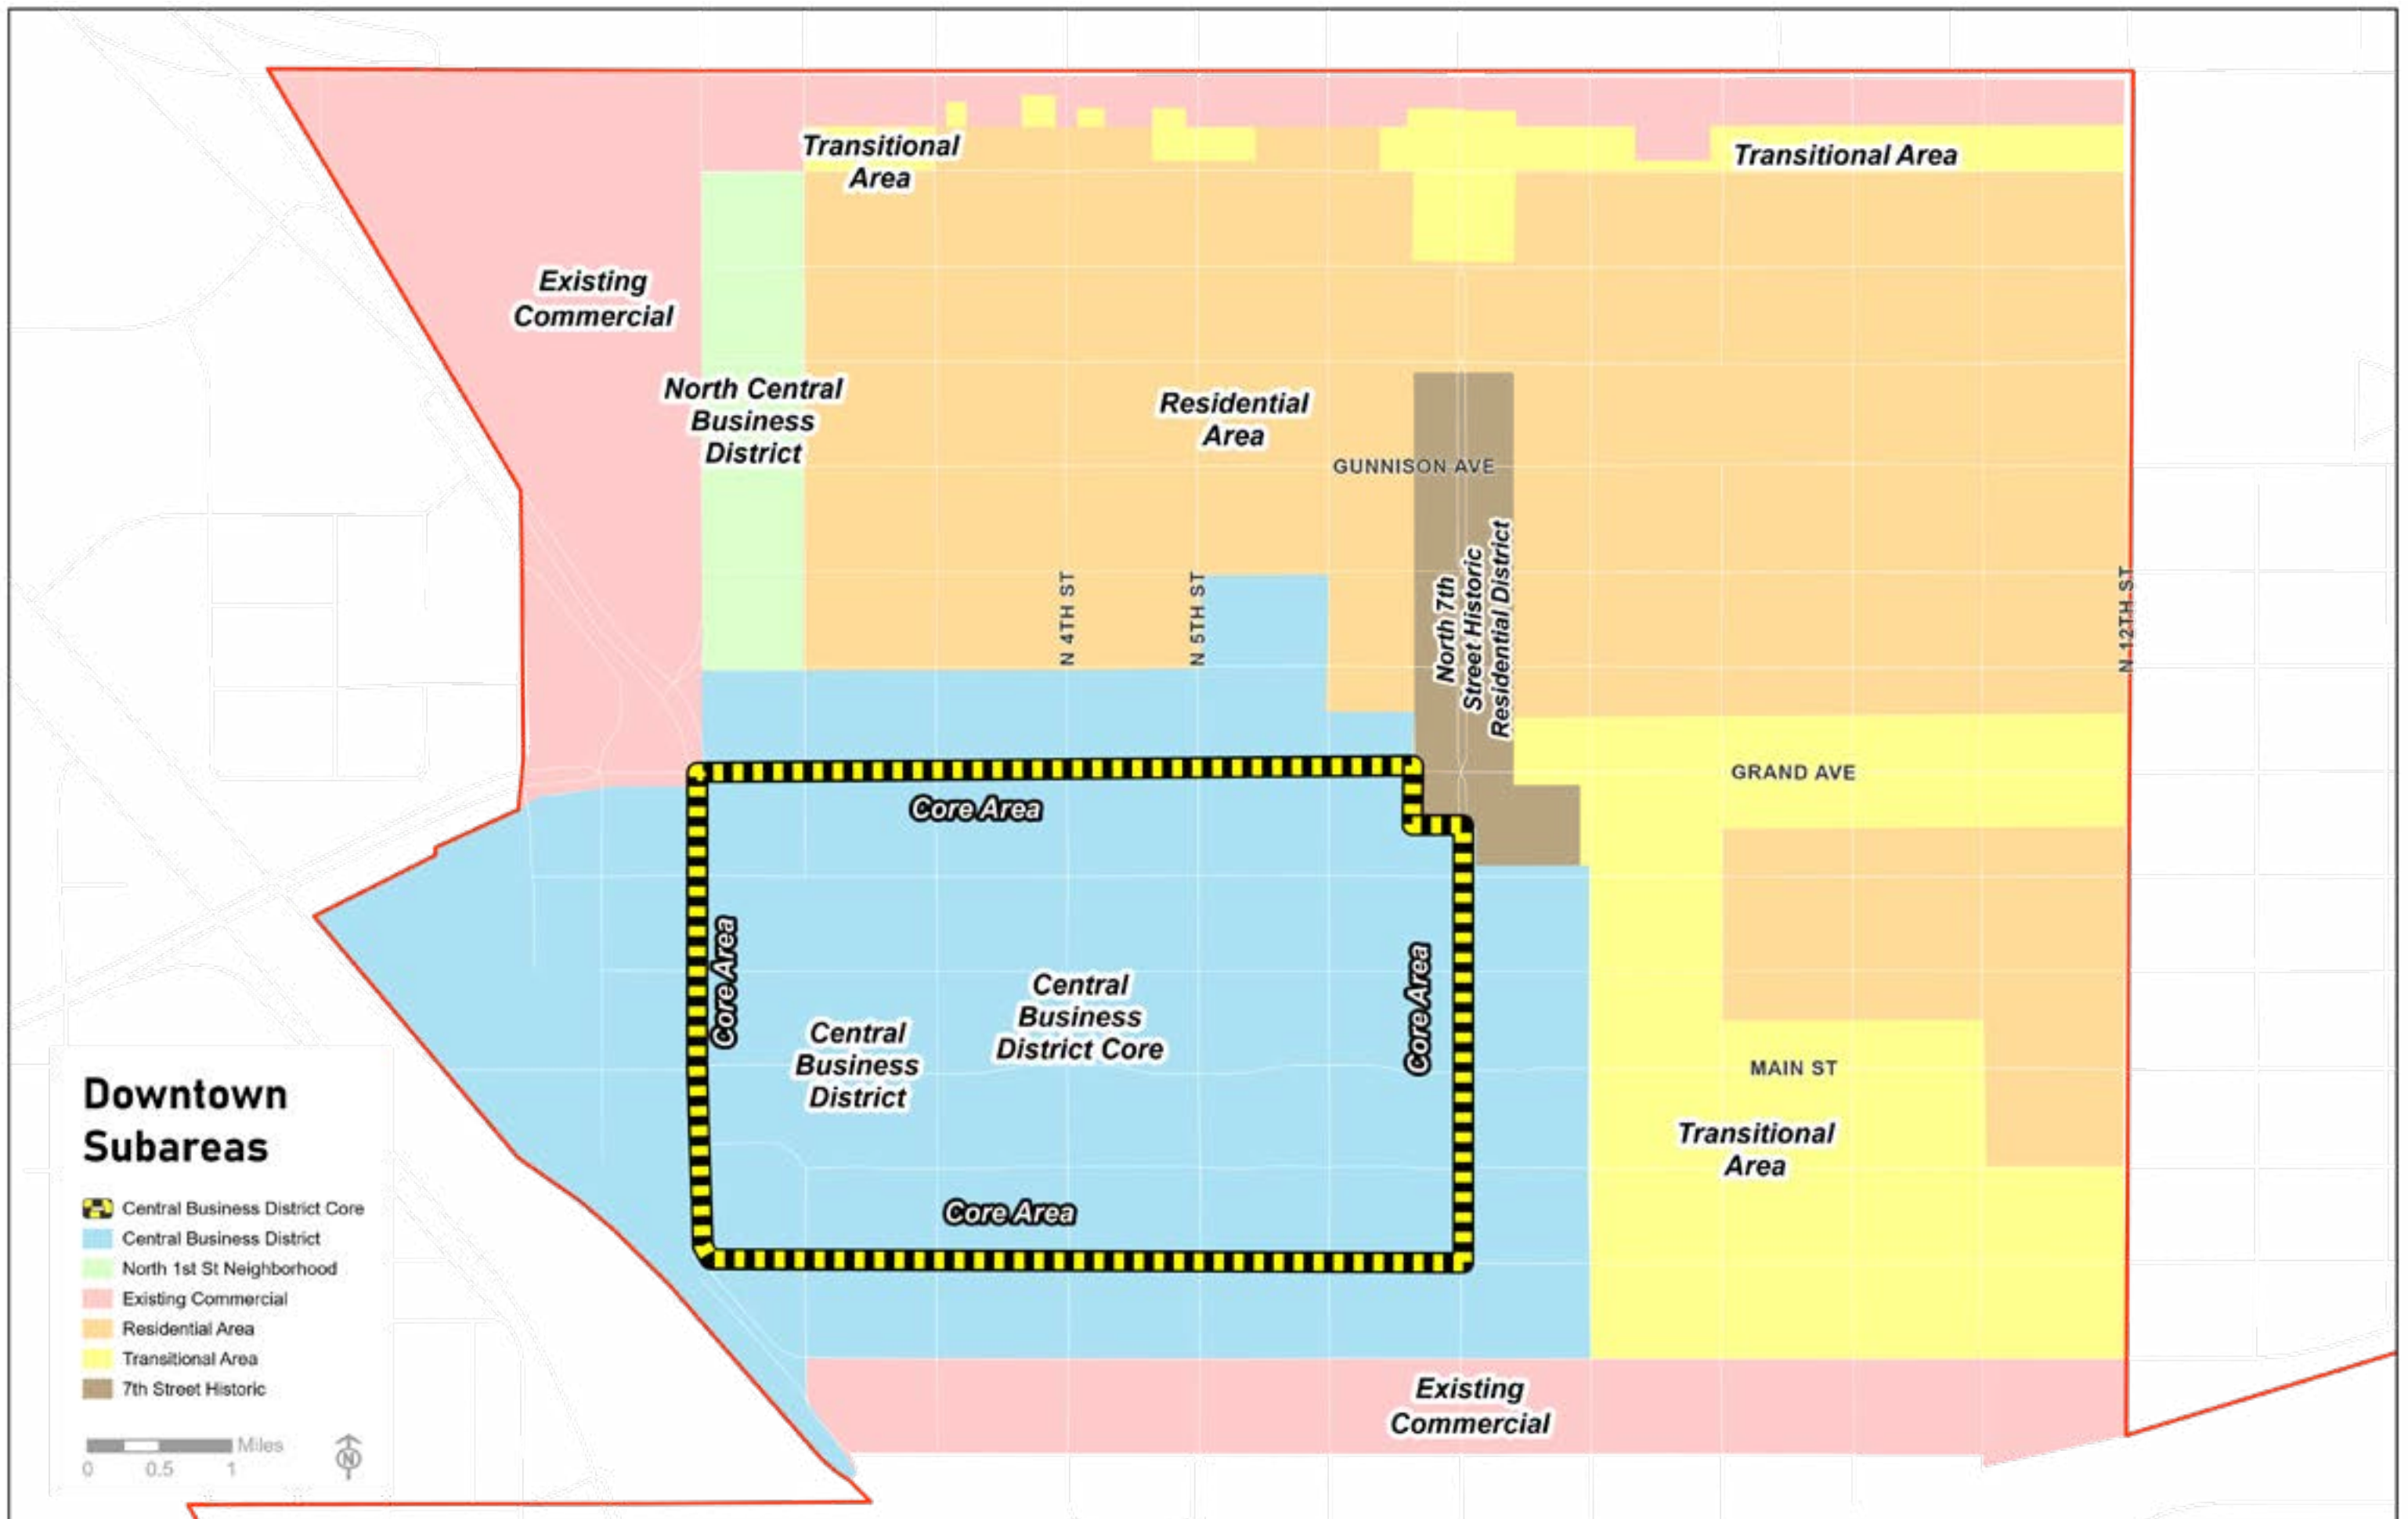 Transitional
Area
Transitional Area
Existing
Commercial
North Central
Business
District
Residential
Area
GUNNISON AVE
N 4TH ST
N 5TH ST
North 7th
Street Historic
Residential District
N 12TH ST
GRAND AVE
Core Area
Core Area
Core Area
Central
Business
District Core
Central
Business
District
MAIN ST
Transitional
Area
Core Area
Existing
Commercial
Downtown
Subareas
Central Business District Core
Central Business District
North 1st St Neighborhood
Existing Commercial
Residential Area
Transitional Area
7th Street Historic
Miles
0 0.5 1
N